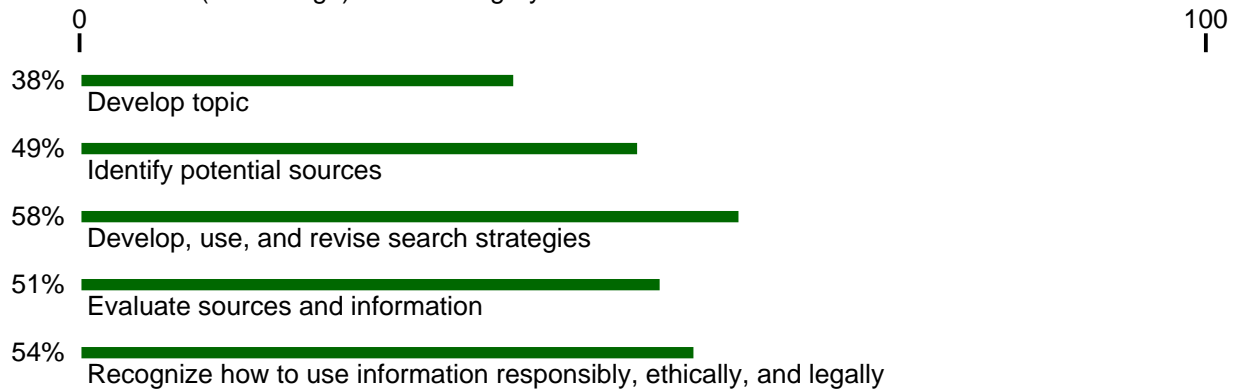 0 100
38%
Develop topic
49%
Identify potential sources
58%
Develop, use, and revise search strategies
51%
Evaluate sources and information
54%
Recognize how to use information responsibly, ethically, and legally